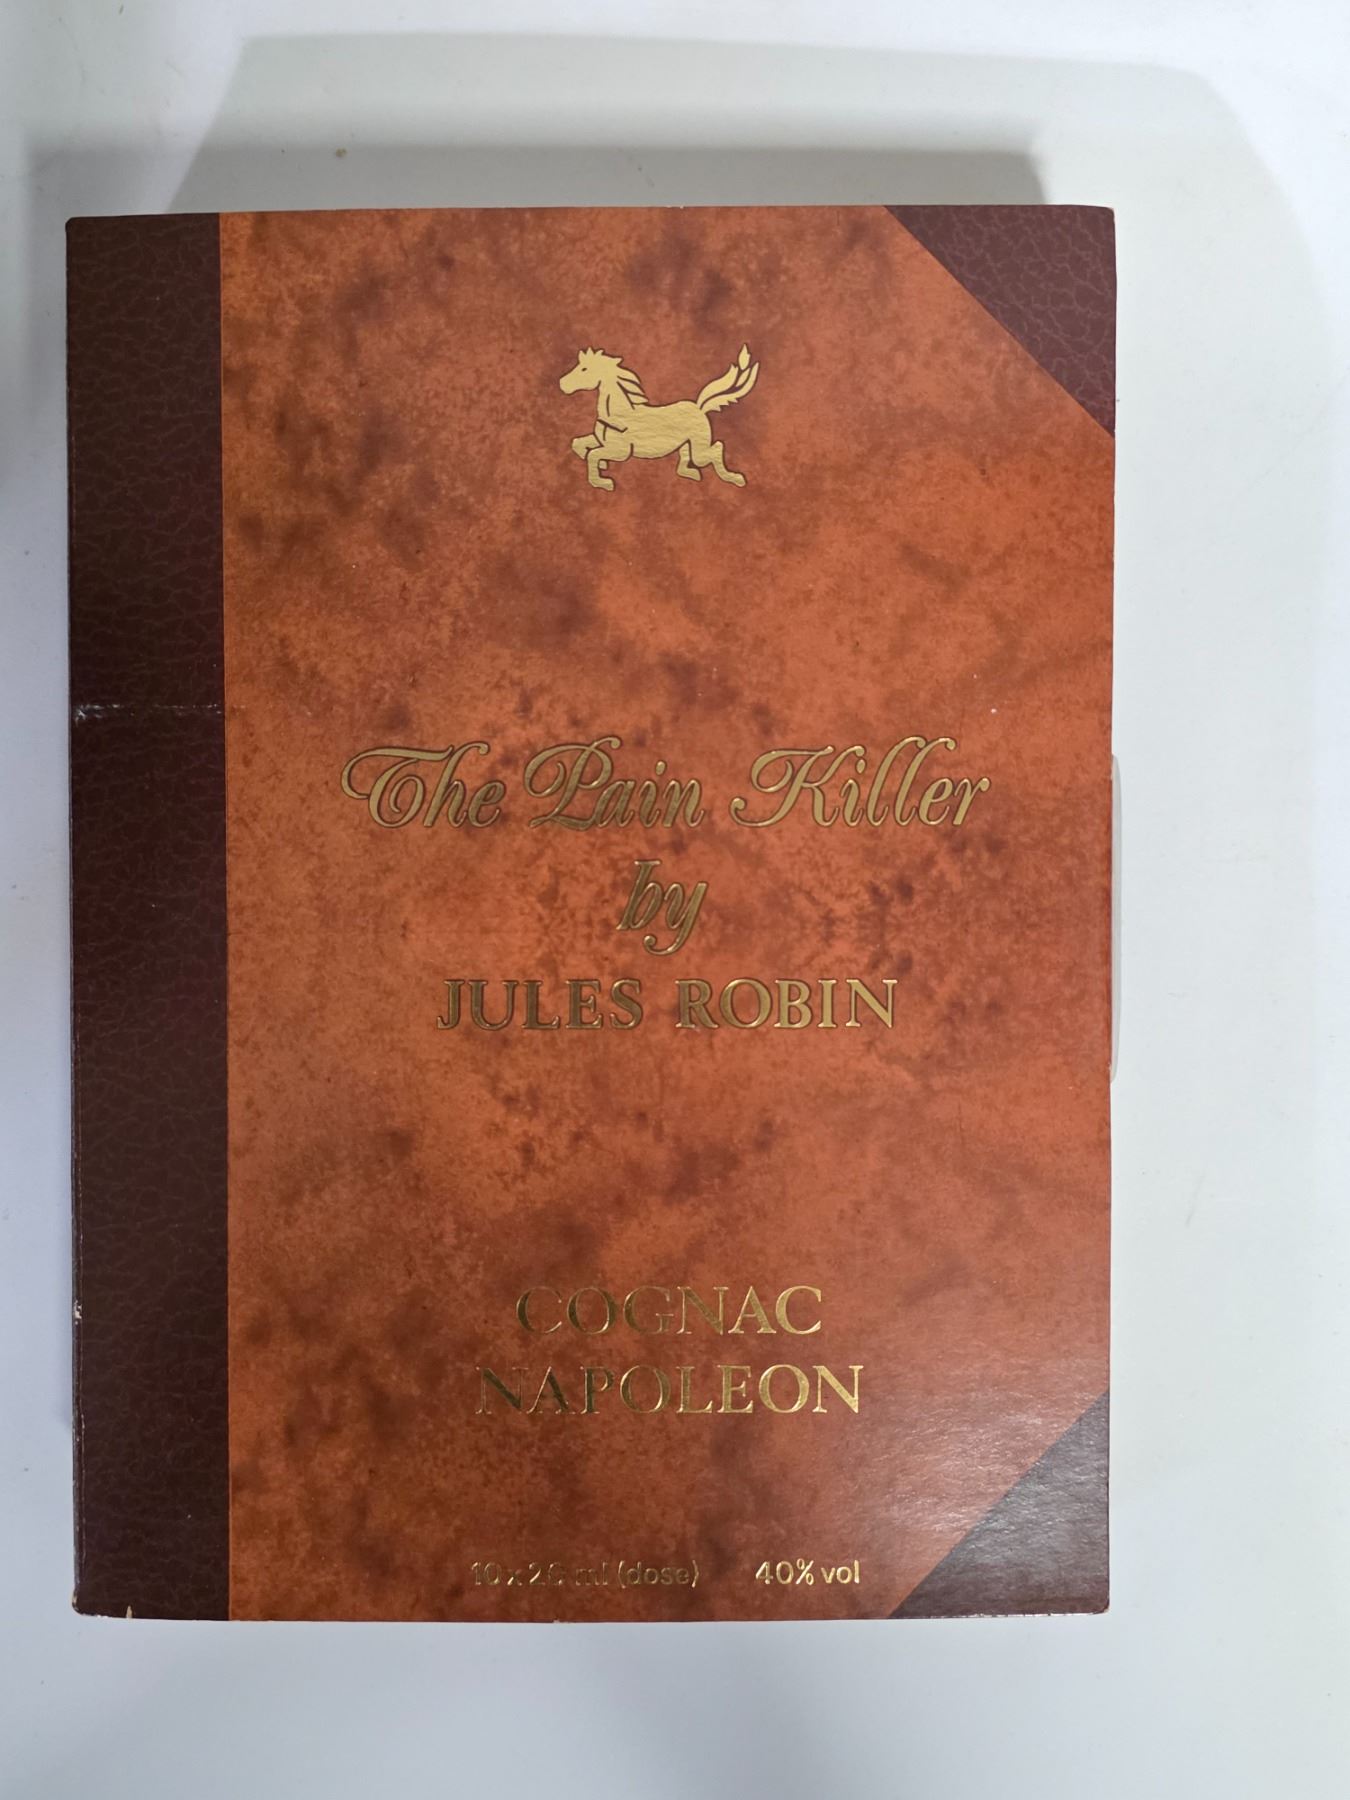 The Pain Killer
by
JULES ROBIN
COGNAC
NAPOLEON
10 x 20 ml (dose) 40% vol